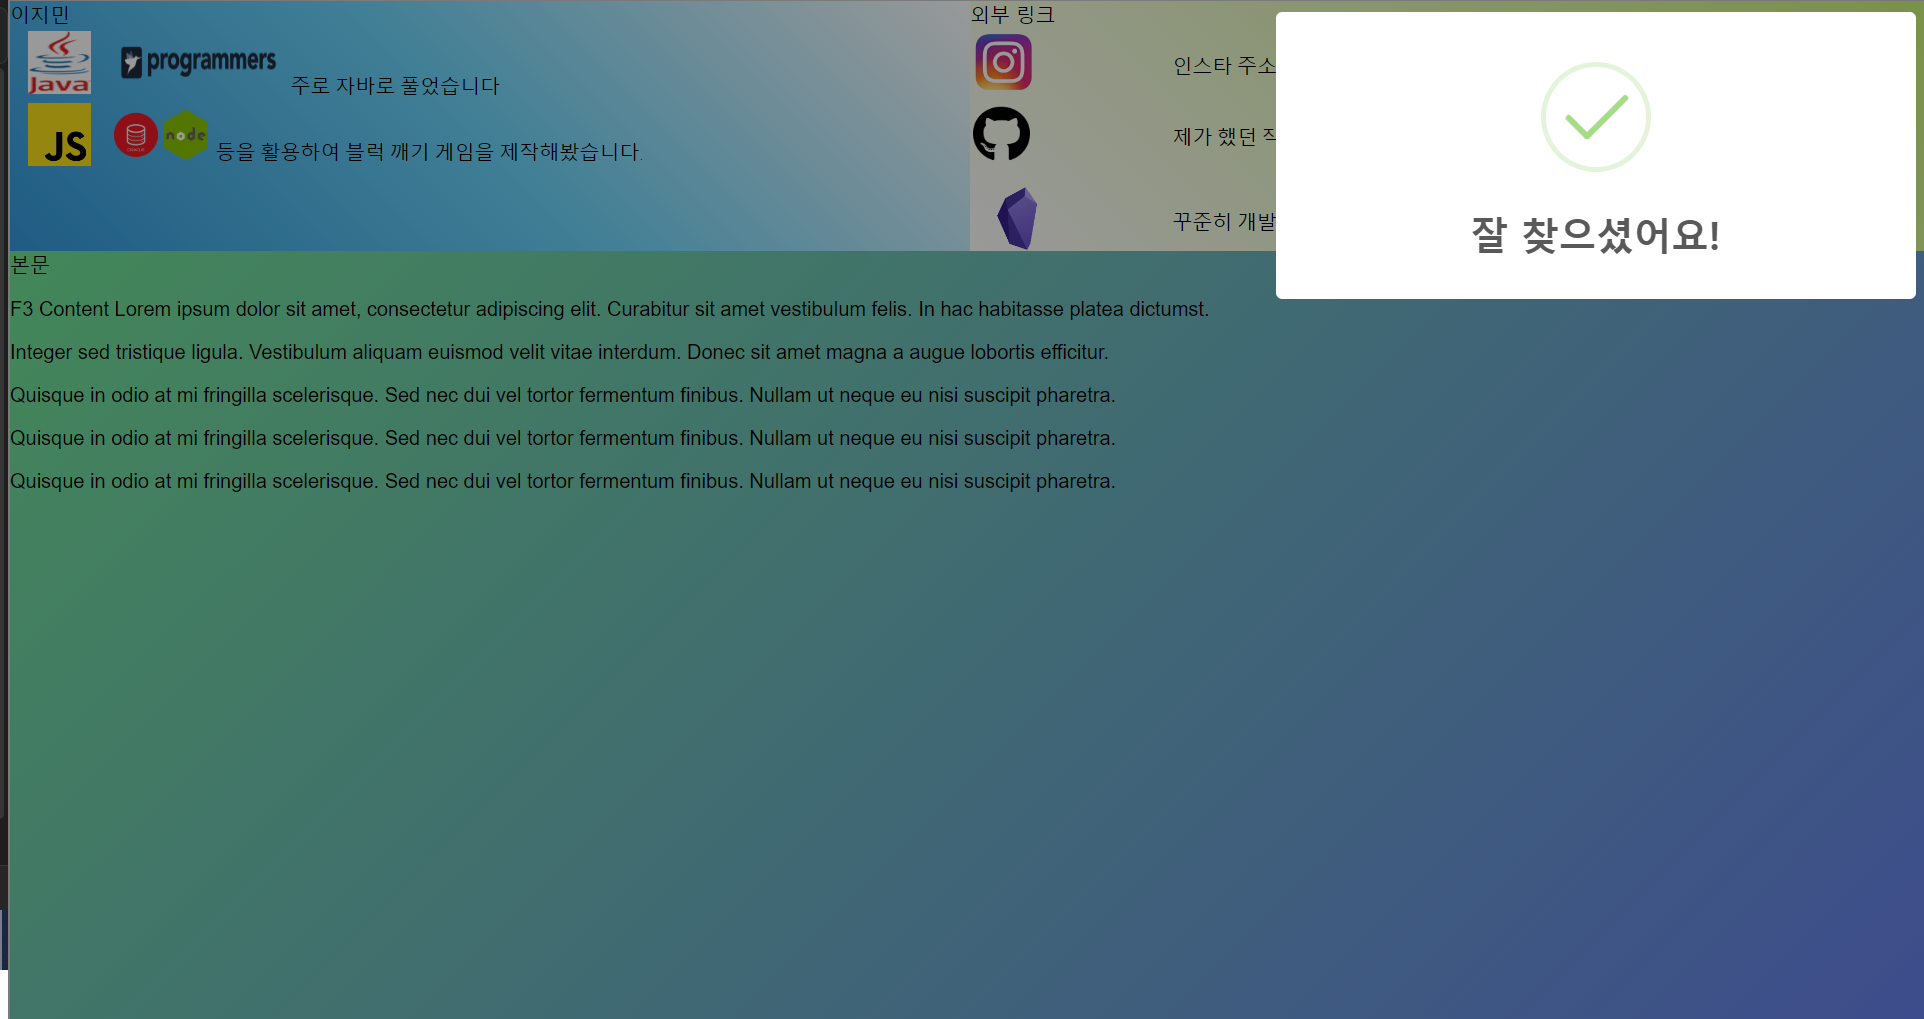 이지민
Java programmers 주로 자바로 풀었습니다
JS node 등을 활용하여 블럭 깨기 게임을 제작해봤습니다.
외부 링크
인스타 주소
제가 했던
꾸준히 개발
잘 찾으셨어요!
본문
F3 Content Lorem ipsum dolor sit amet, consectetur adipiscing elit. Curabitur sit amet vestibulum felis. In hac habitasse platea dictumst.
Integer sed tristique ligula. Vestibulum aliquam euismod velit vitae interdum. Donec sit amet magna a augue lobortis efficitur.
Quisque in odio at mi fringilla scelerisque. Sed nec dui vel tortor fermentum finibus. Nullam ut neque eu nisi suscipit pharetra.
Quisque in odio at mi fringilla scelerisque. Sed nec dui vel tortor fermentum finibus. Nullam ut neque eu nisi suscipit pharetra.
Quisque in odio at mi fringilla scelerisque. Sed nec dui vel tortor fermentum finibus. Nullam ut neque eu nisi suscipit pharetra.